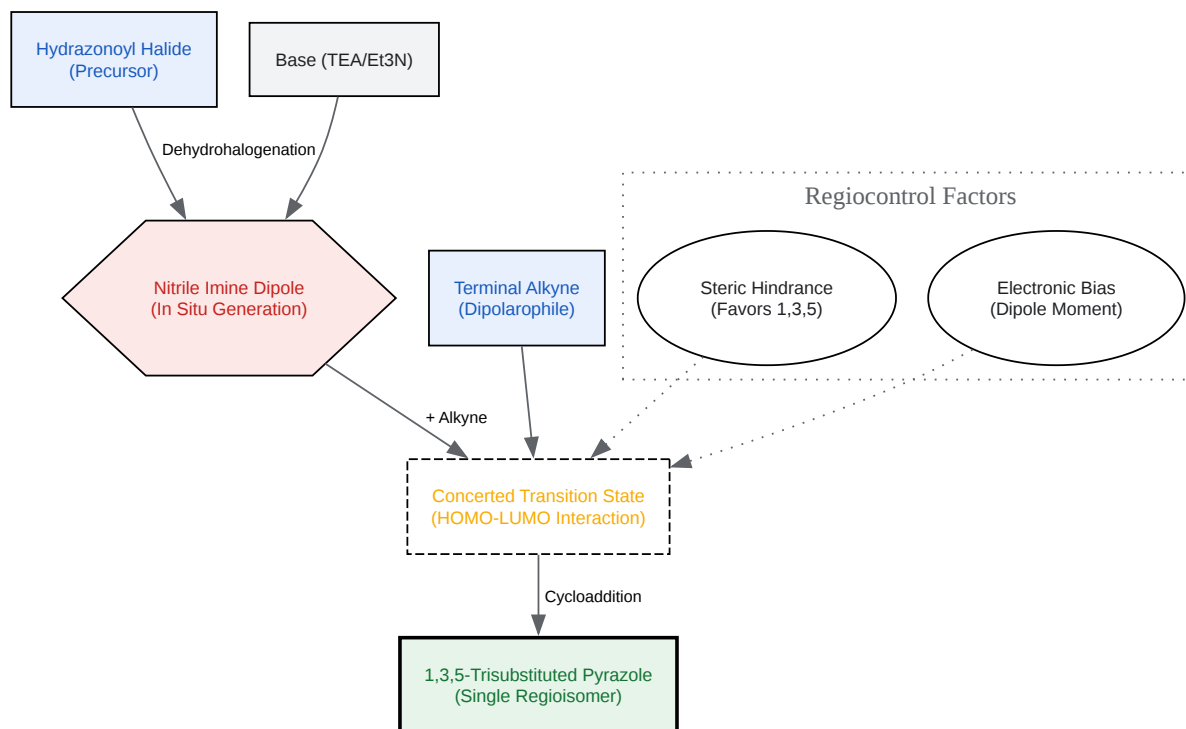 Hydrazonoyl Halide
(Precursor)
Base (TEA/Et3N)
Dehydrohalogenation
Regiocontrol Factors
Nitrile Imine Dipole
(In Situ Generation)
Terminal Alkyne
(Dipolarophile)
Steric Hindrance
(Favors 1,3,5)
Electronic Bias
(Dipole Moment)
+ Alkyne
Concerted Transition State
(HOMO-LUMO Interaction)
Cycloaddition
1,3,5-Trisubstituted Pyrazole
(Single Regioisomer)